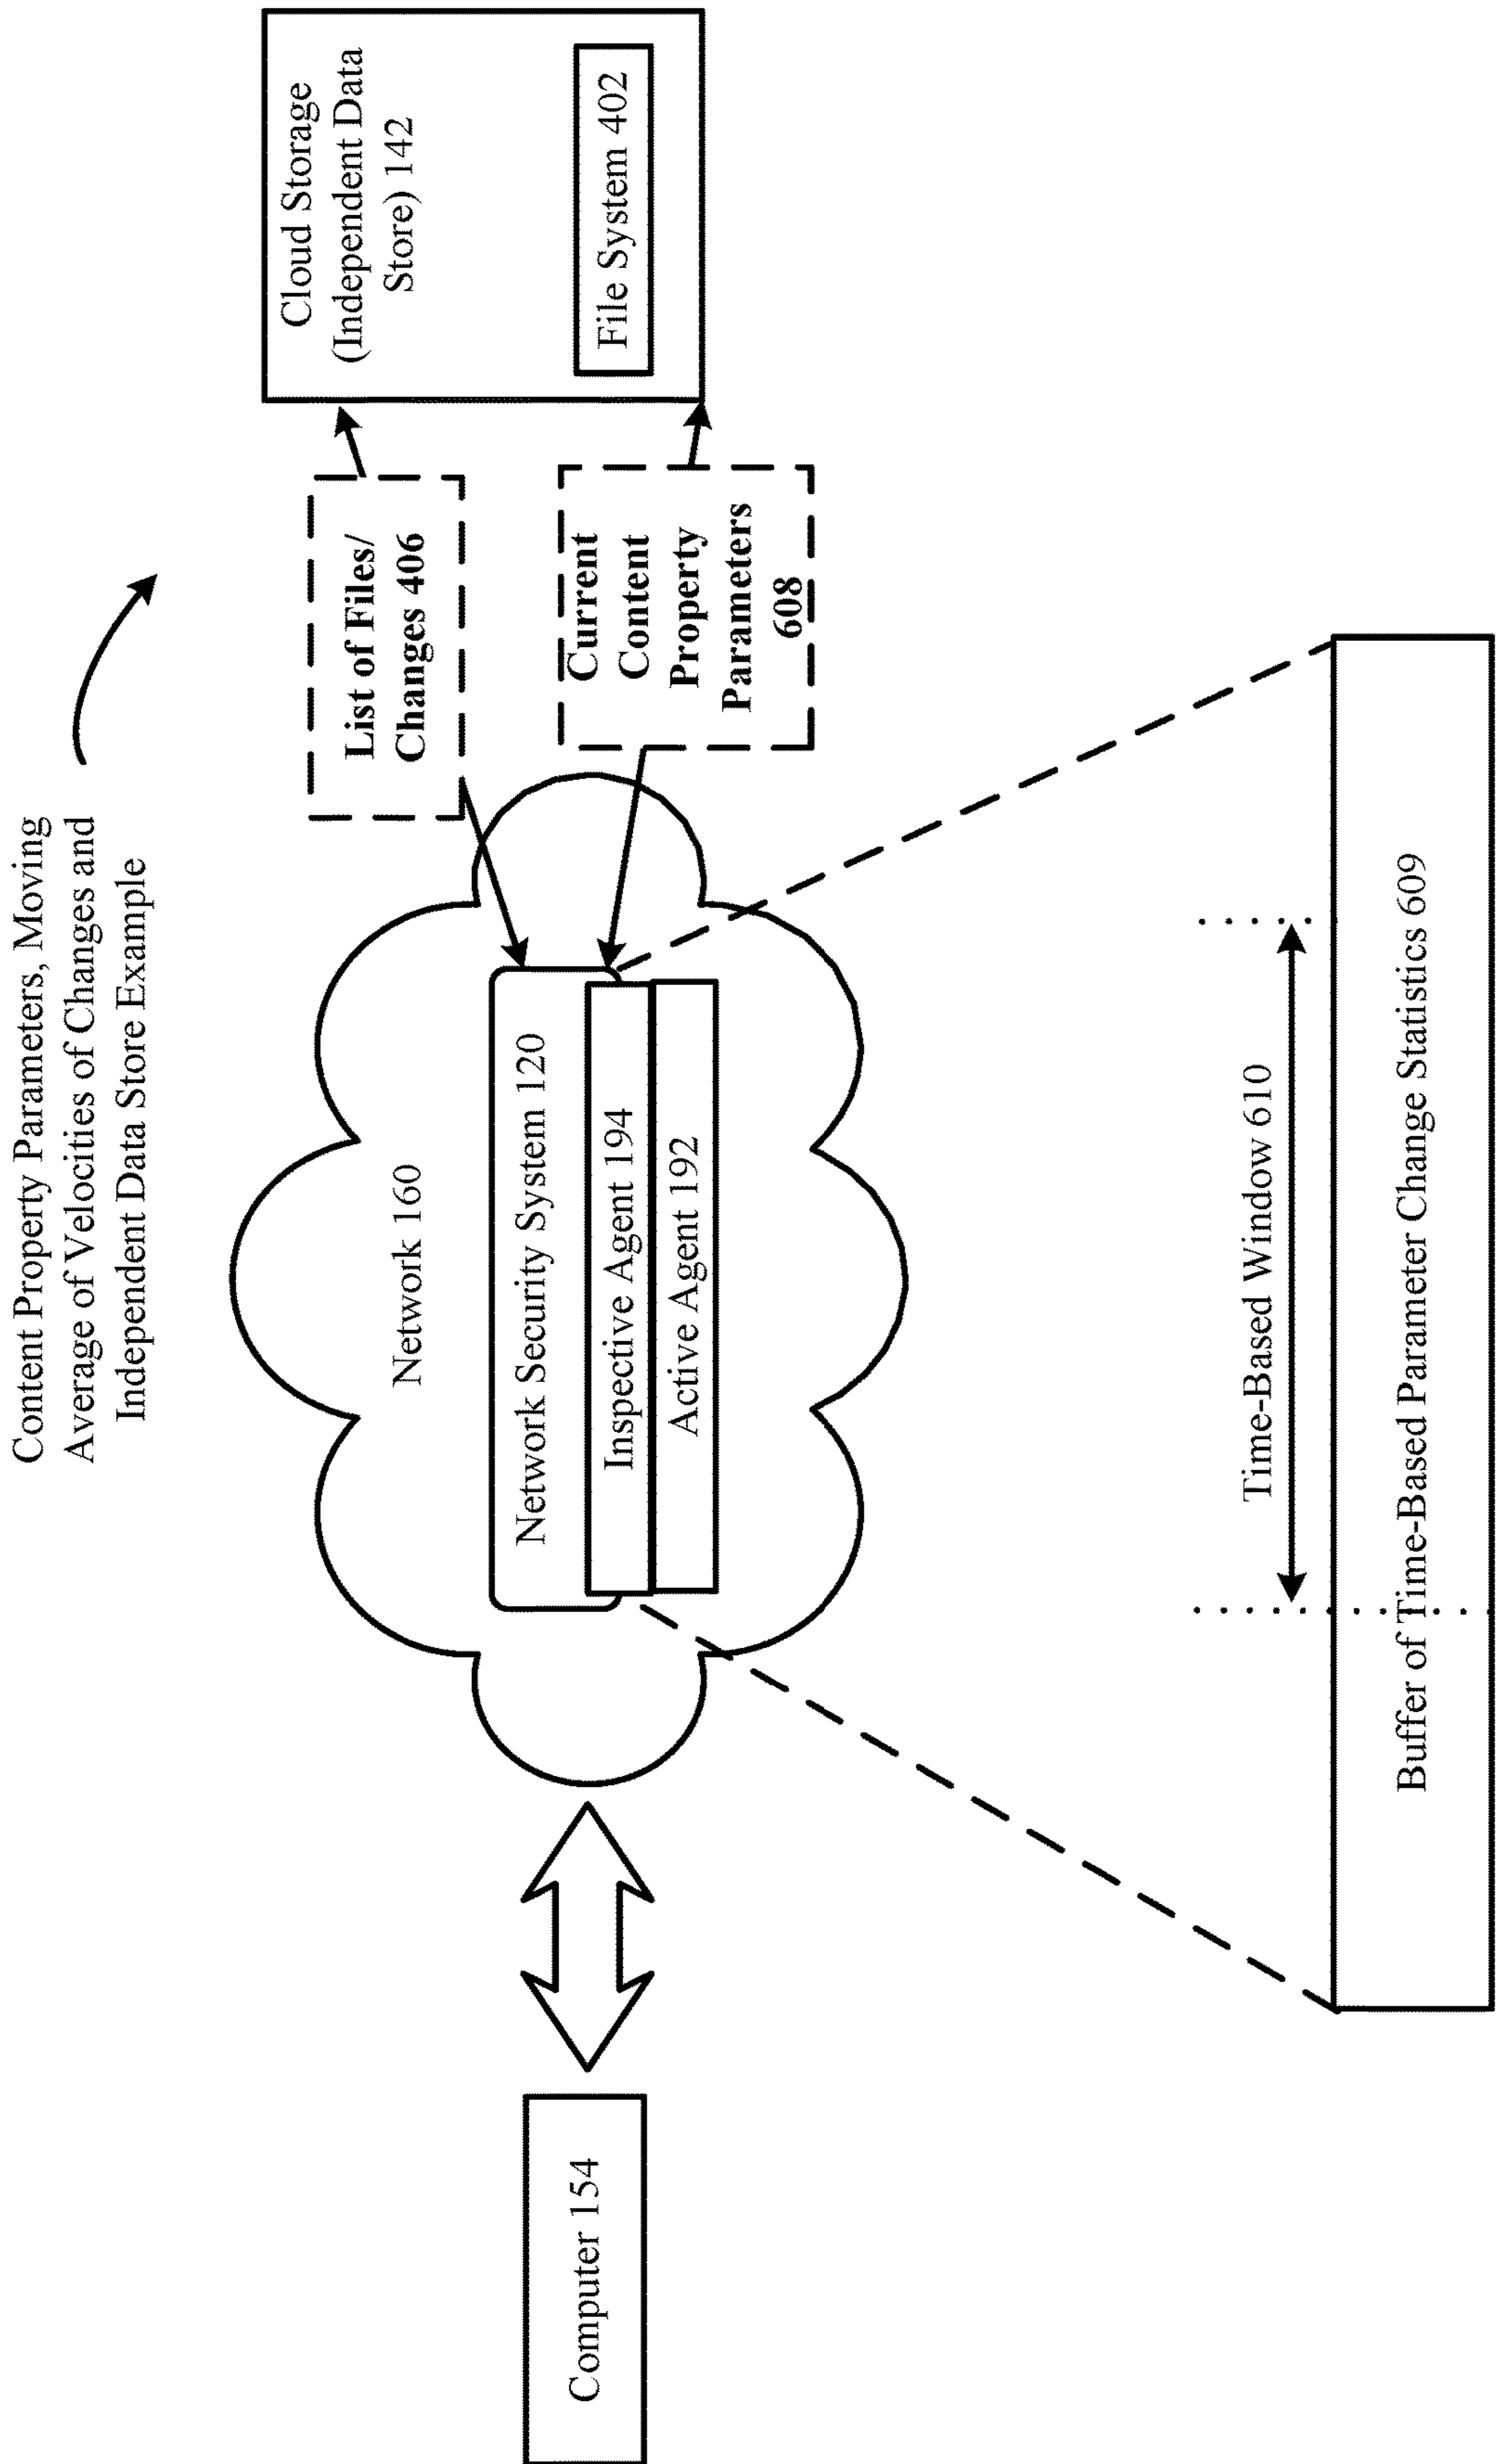 Content Property Parameters, Moving
Average of Velocities of Changes and
Independent Data Store Example
Computer 154
Network 160
Network Security System 120
Inspective Agent 194
Active Agent 192
List of Files/
Changes 406
Current
Content
Property
Parameters
608
Cloud Storage
(Independent Data
Store) 142
File System 402
Time-Based Window 610
Buffer of Time-Based Parameter Change Statistics 609